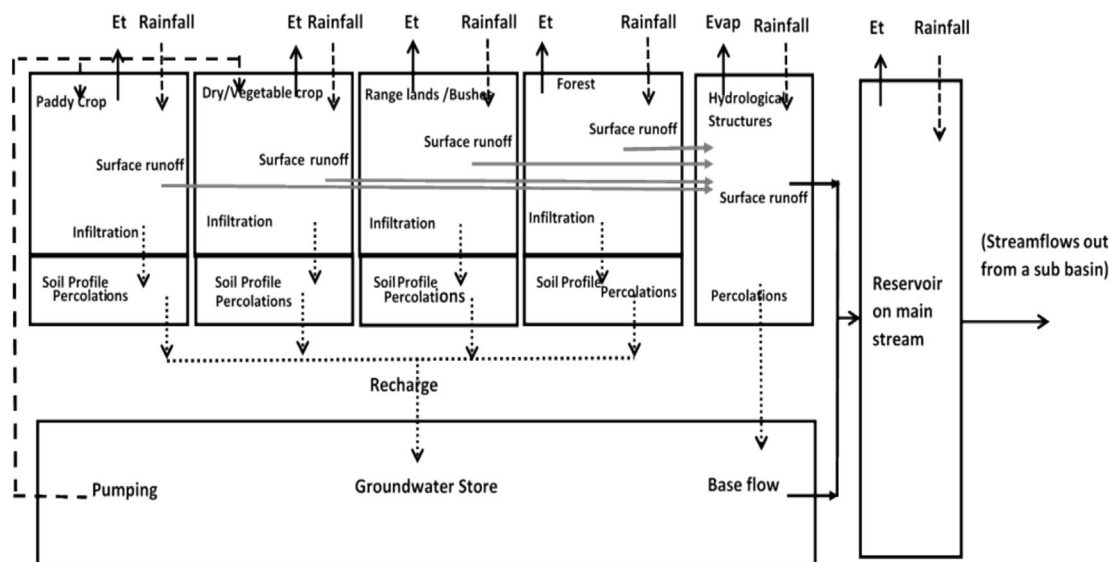 Et Rainfall Et Rainfall Et Rainfall Et Rainfall Evap Rainfall Et Rainfall
Paddy Crop
Dry/Vegetable crop
Range lands /Bushes
Forest
Hydrological
Structures
Surface runoff
Surface runoff
Surface runoff
Surface runoff
Surface runoff
Infiltration
Infiltration
Infiltration
Infiltration
Soil Profile
Percolations
Soil Profile
Percolations
Soil Profile
Percolations
Soil Profile
Percolations
Percolations
Reservoir
on main
stream
(Streamflows out
from a sub basin)
Recharge
Pumping
Groundwater Store
Base flow